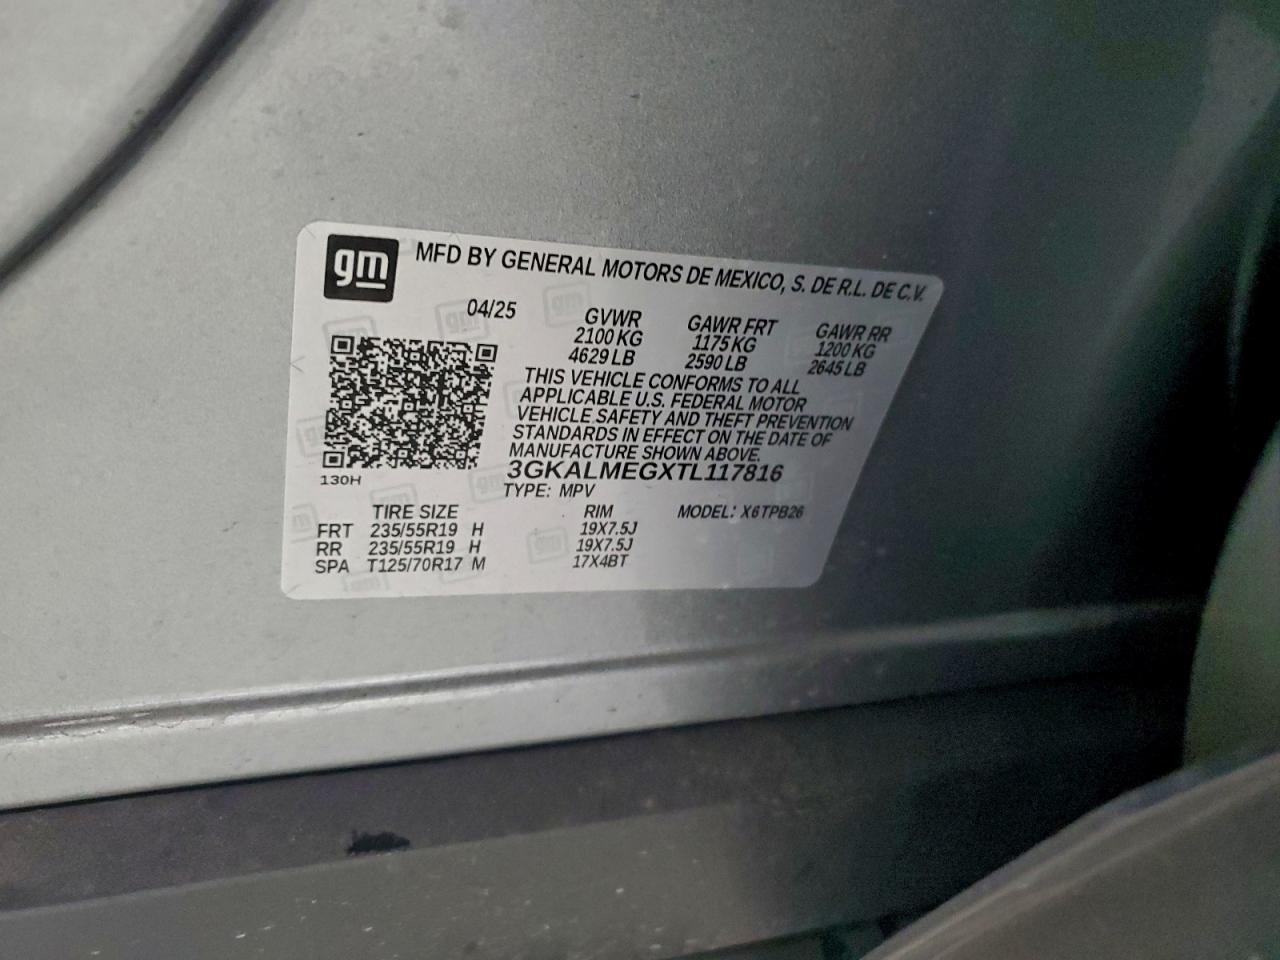 gm MFD BY GENERAL MOTORS DE MEXICO, S. DE R.L. DE C.V.
04/25 GVWR GAWR FRT GAWR RR
2100 KG 1175 KG 1200 KG
4629 LB 2590 LB 2645 LB
THIS VEHICLE CONFORMS TO ALL
APPLICABLE U.S. FEDERAL MOTOR
VEHICLE SAFETY AND THEFT PREVENTION
STANDARDS IN EFFECT ON THE DATE OF
MANUFACTURE SHOWN ABOVE.
3GKALMEGXTL117816
130H TYPE: MPV
TIRE SIZE RIM MODEL: X6TPB26
FRT 235/55R19 H 19X7.5J
RR 235/55R19 H 19X7.5J
SPA T125/70R17 M 17X4BT